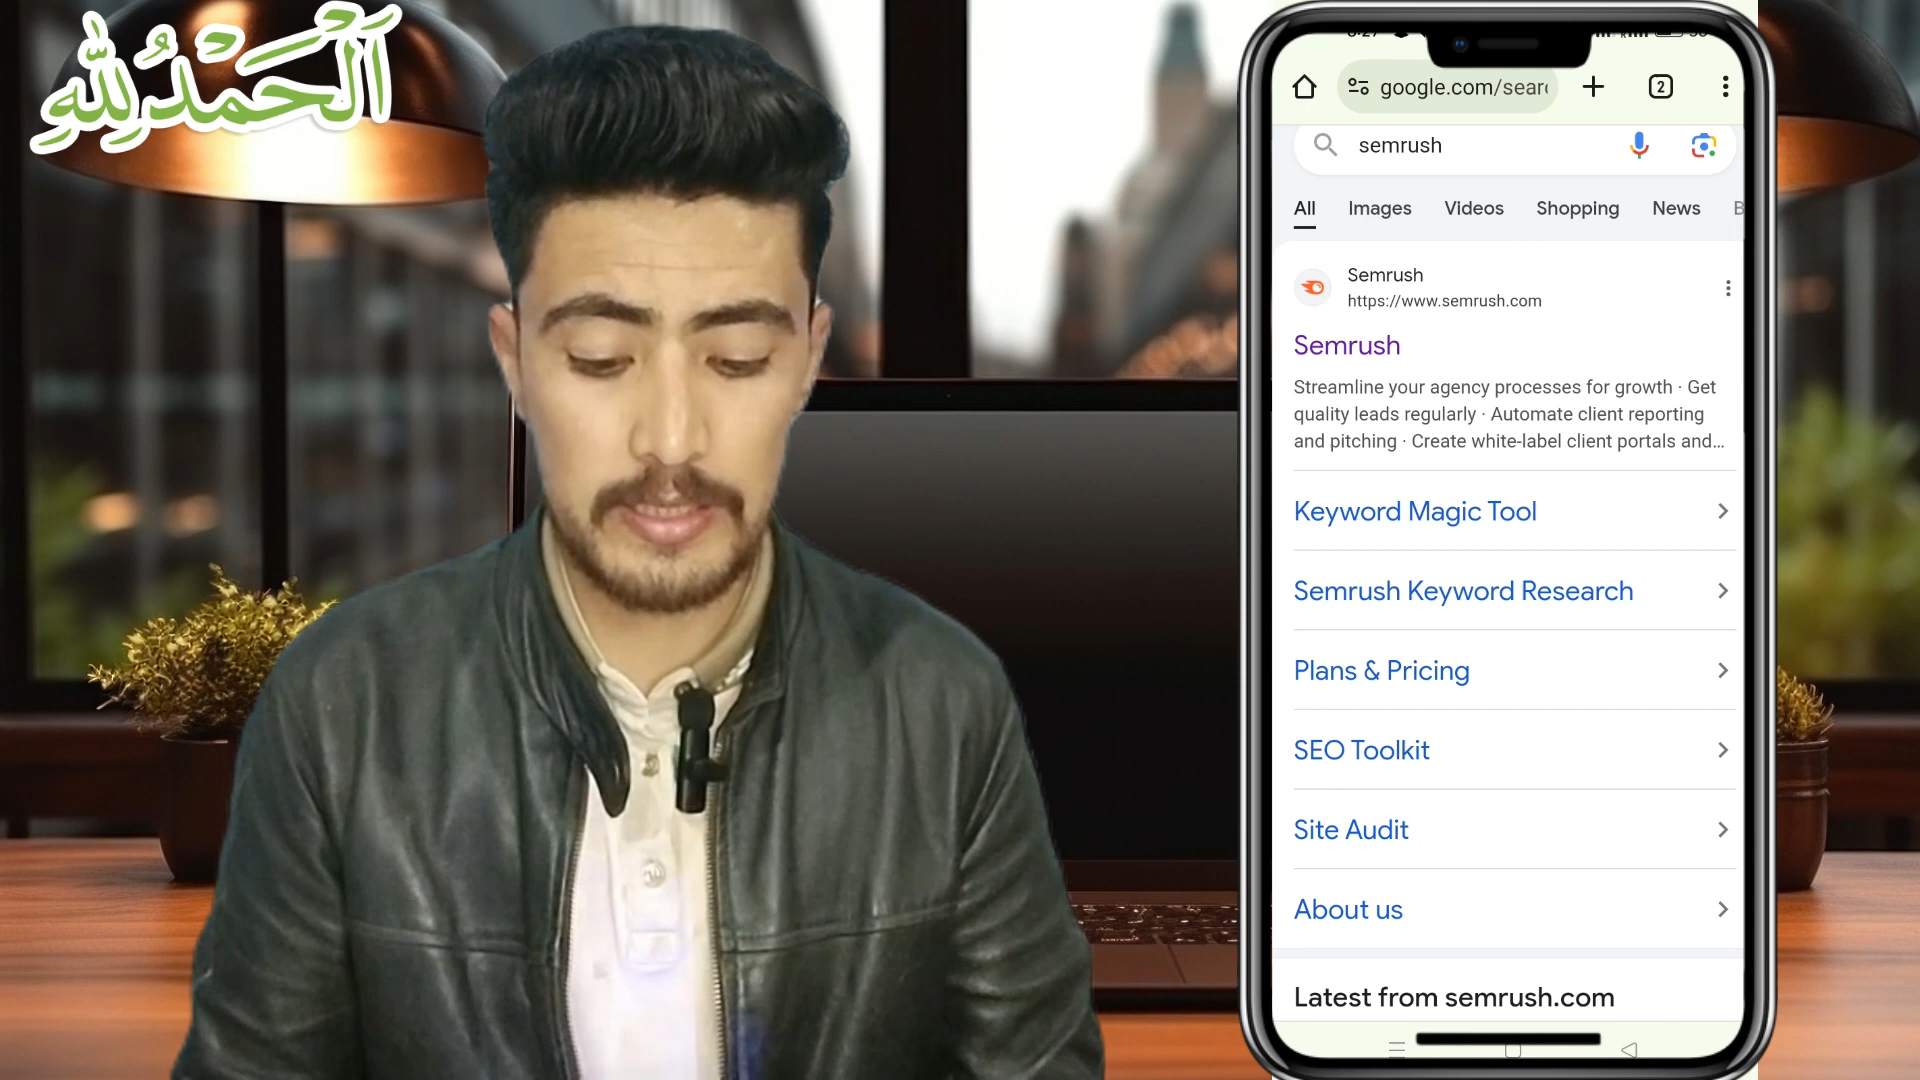 اَلْحَمْدُلِلّٰهِ
google.com/sear
2
semrush
All Images Videos Shopping News
Semrush
https://www.semrush.com
Semrush
Streamline your agency processes for growth · Get
quality leads regularly · Automate client reporting
and pitching · Create white-label client portals and...
Keyword Magic Tool
Semrush Keyword Research
Plans & Pricing
SEO Toolkit
Site Audit
About us
Latest from semrush.com